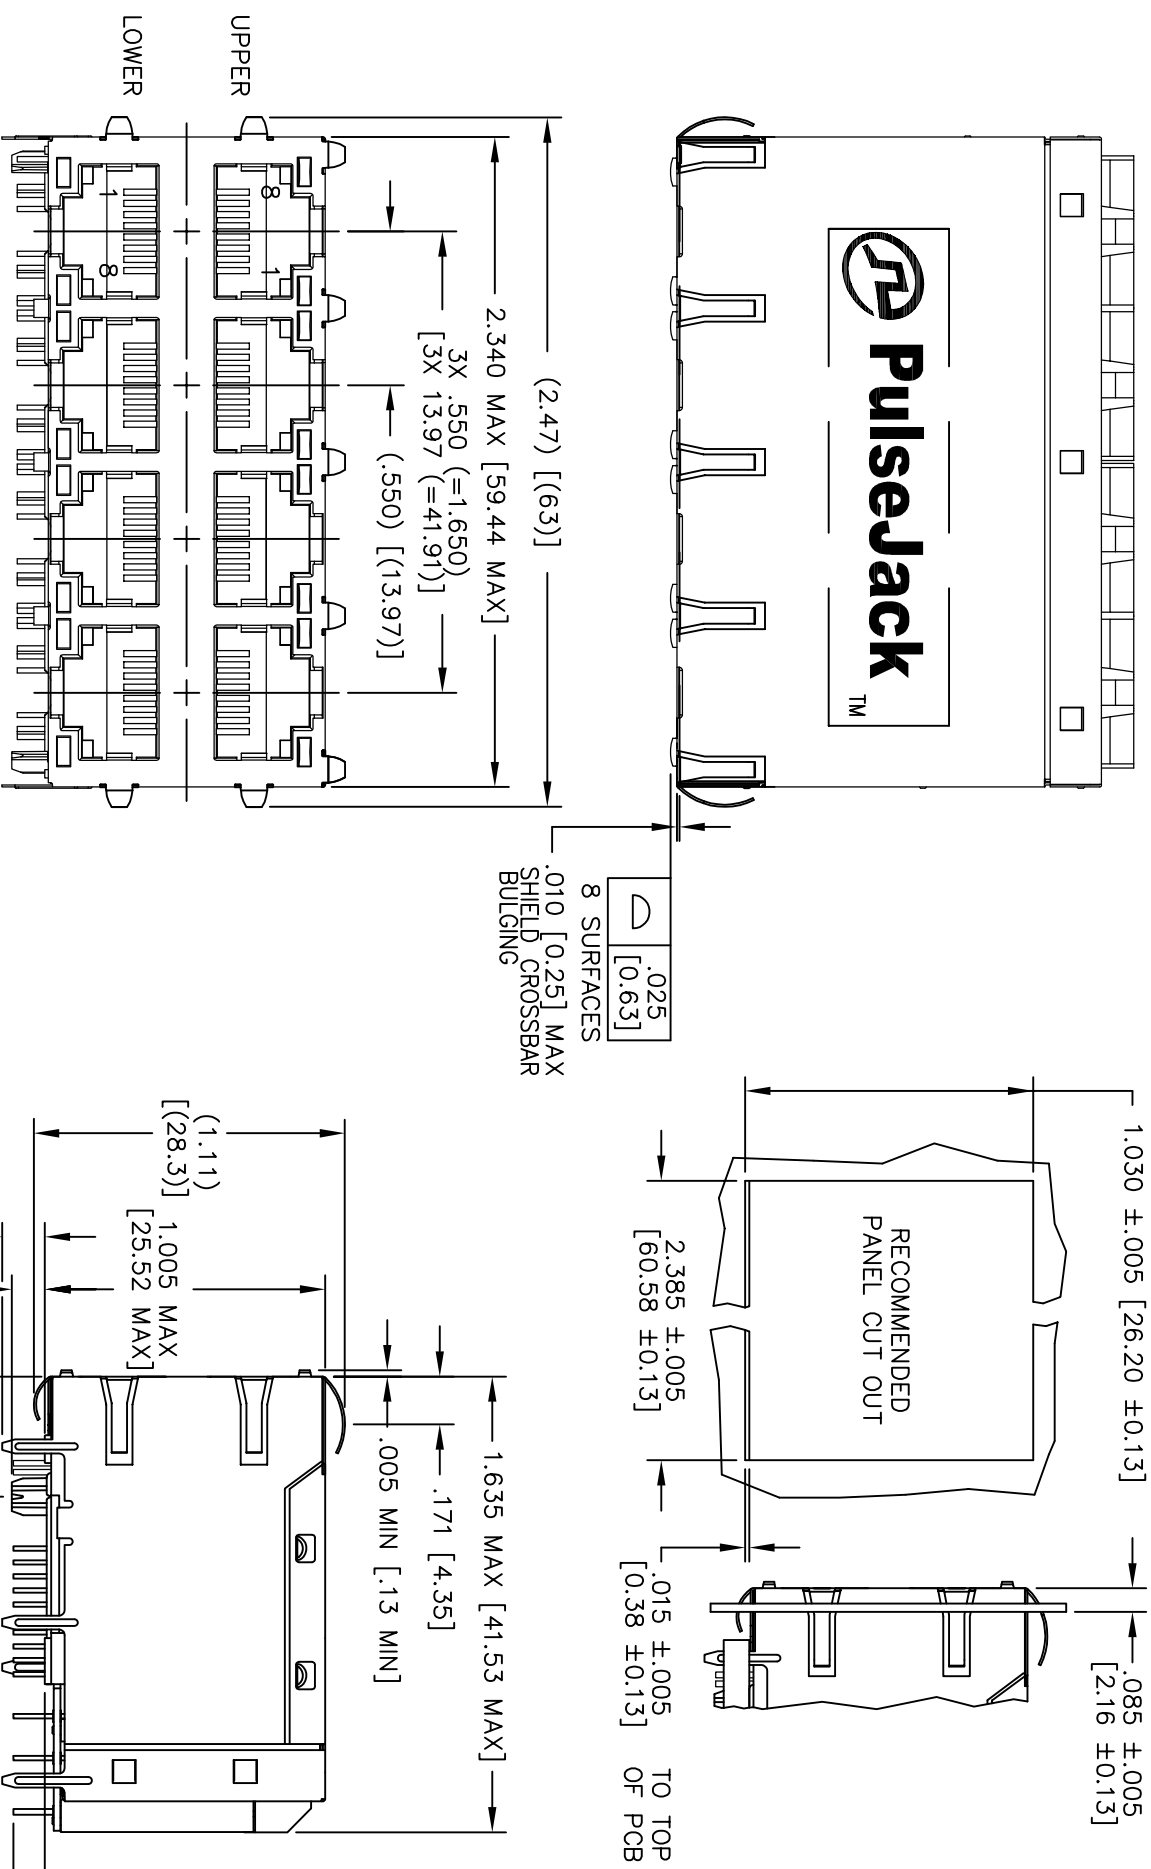 PulseJack
TM
1.030 ±.005 [26.20 ±0.13]
.085 ±.005
[2.16 ±0.13]
RECOMMENDED
PANEL CUT OUT
2.385 ±.005
[60.58 ±0.13]
.015 ±.005
[0.38 ±0.13]
TO TOP
OF PCB
.025
[0.63]
8 SURFACES
.010 [0.25] MAX
SHIELD CROSSBAR
BULGING
(2.47) [(63)]
2.340 MAX [59.44 MAX]
3X .550 (=1.650)
[3X 13.97 (=41.91)]
(.550) [(13.97)]
UPPER
8
1
LOWER
1
8
1.635 MAX [41.53 MAX]
.171 [4.35]
.005 MIN [.13 MIN]
(1.11)
[(28.3)]
1.005 MAX
[25.52 MAX]